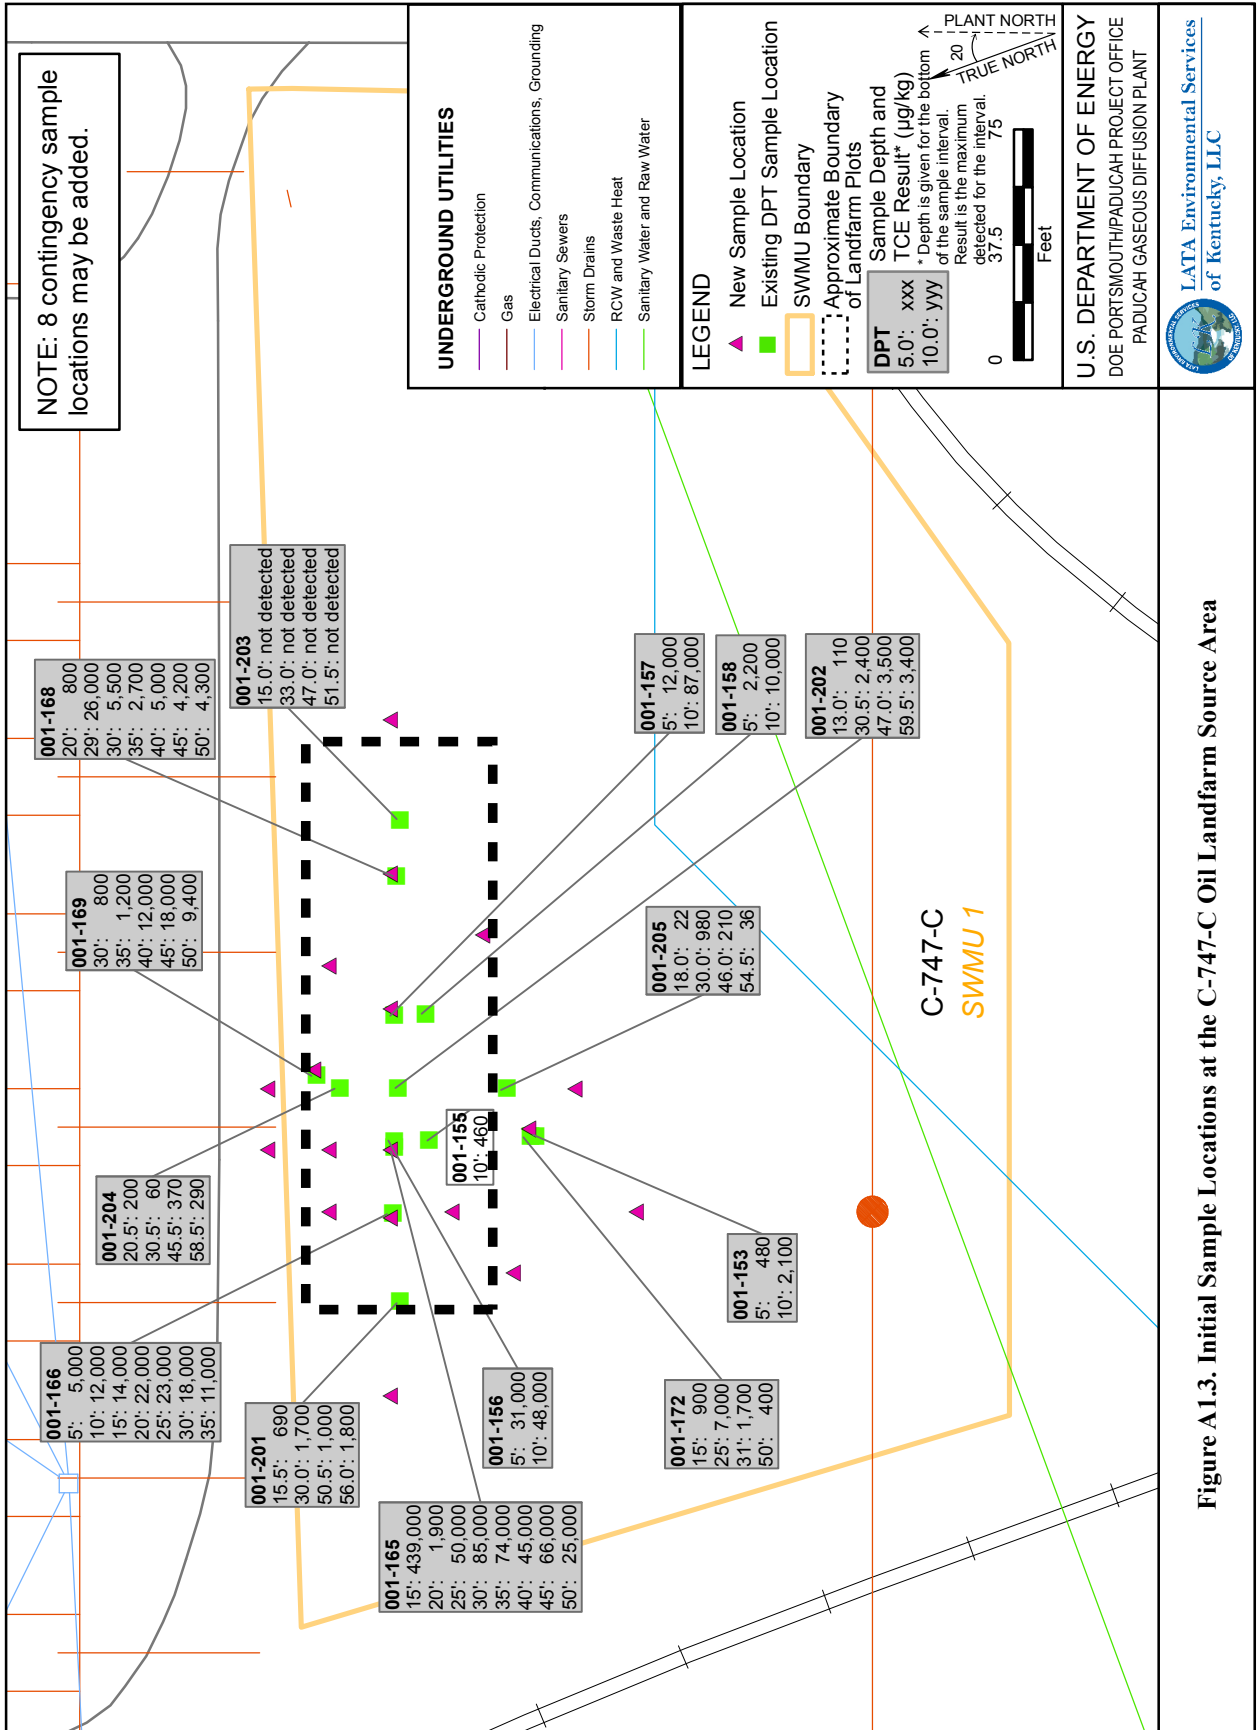 NOTE: 8 contingency sample
locations may be added.
001-168
20': 800
29': 26,000
30': 5,500
35': 2,700
40': 5,000
45': 4,200
50': 4,300
001-203
15.0': not detected
33.0': not detected
47.0': not detected
51.5': not detected
001-169
30': 800
35': 1,200
40': 12,000
45': 18,000
50': 9,400
001-204
20.5': 200
30.5': 60
45.5': 370
58.5': 290
001-166
5': 5,000
10': 12,000
15': 14,000
20': 22,000
25': 23,000
30': 18,000
35': 11,000
001-201
15.5': 690
30.0': 1,700
50.5': 1,000
56.0': 1,800
001-165
15': 439,000
20': 1,900
25': 50,000
30': 85,000
35': 74,000
40': 45,000
45': 66,000
50': 25,000
001-156
5': 31,000
10': 48,000
001-155
10': 460
001-172
15': 900
25': 7,000
31': 1,700
50': 400
001-153
5': 480
10': 2,100
001-205
18.0': 22
30.0': 980
46.0': 210
54.5': 36
001-157
5': 12,000
10': 87,000
001-158
5': 2,200
10': 10,000
001-202
13.0': 110
30.5': 2,400
47.0': 3,500
59.5': 3,400
C-747-C
SWMU 1
UNDERGROUND UTILITIES
Cathodic Protection
Gas
Electrical Ducts, Communications, Grounding
Sanitary Sewers
Storm Drains
RCW and Waste Heat
Sanitary Water and Raw Water
LEGEND
New Sample Location
Existing DPT Sample Location
SWMU Boundary
Approximate Boundary
of Landfarm Plots
DPT
5.0': xxx
10.0': yyy
Sample Depth and
TCE Result* (µg/kg)
* Depth is given for the bottom
of the sample interval.
Result is the maximum
detected for the interval.
PLANT NORTH
20
TRUE NORTH
0 37.5 75
Feet
U.S. DEPARTMENT OF ENERGY
DOE PORTSMOUTH/PADUCAH PROJECT OFFICE
PADUCAH GASEOUS DIFFUSION PLANT
LATA Environmental Services
of Kentucky, LLC
Figure A1.3. Initial Sample Locations at the C-747-C Oil Landfarm Source Area